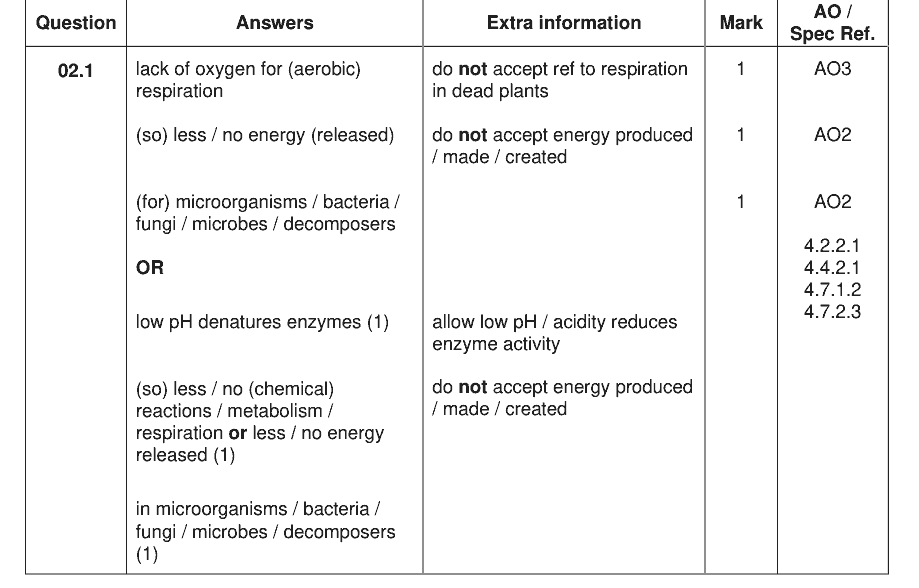 Question Answers Extra information Mark AO /
Spec Ref.
02.1 lack of oxygen for (aerobic) do not accept ref to respiration 1 AO3
respiration in dead plants
(so) less / no energy (released) do not accept energy produced 1 AO2
/ made / created
(for) microorganisms / bacteria / 1 AO2
fungi / microbes / decomposers
4.2.2.1
OR 4.4.2.1
4.7.1.2
4.7.2.3
low pH denatures enzymes (1) allow low pH / acidity reduces
enzyme activity
(so) less / no (chemical) do not accept energy produced
reactions / metabolism / / made / created
respiration or less / no energy
released (1)
in microorganisms / bacteria /
fungi / microbes / decomposers
(1)